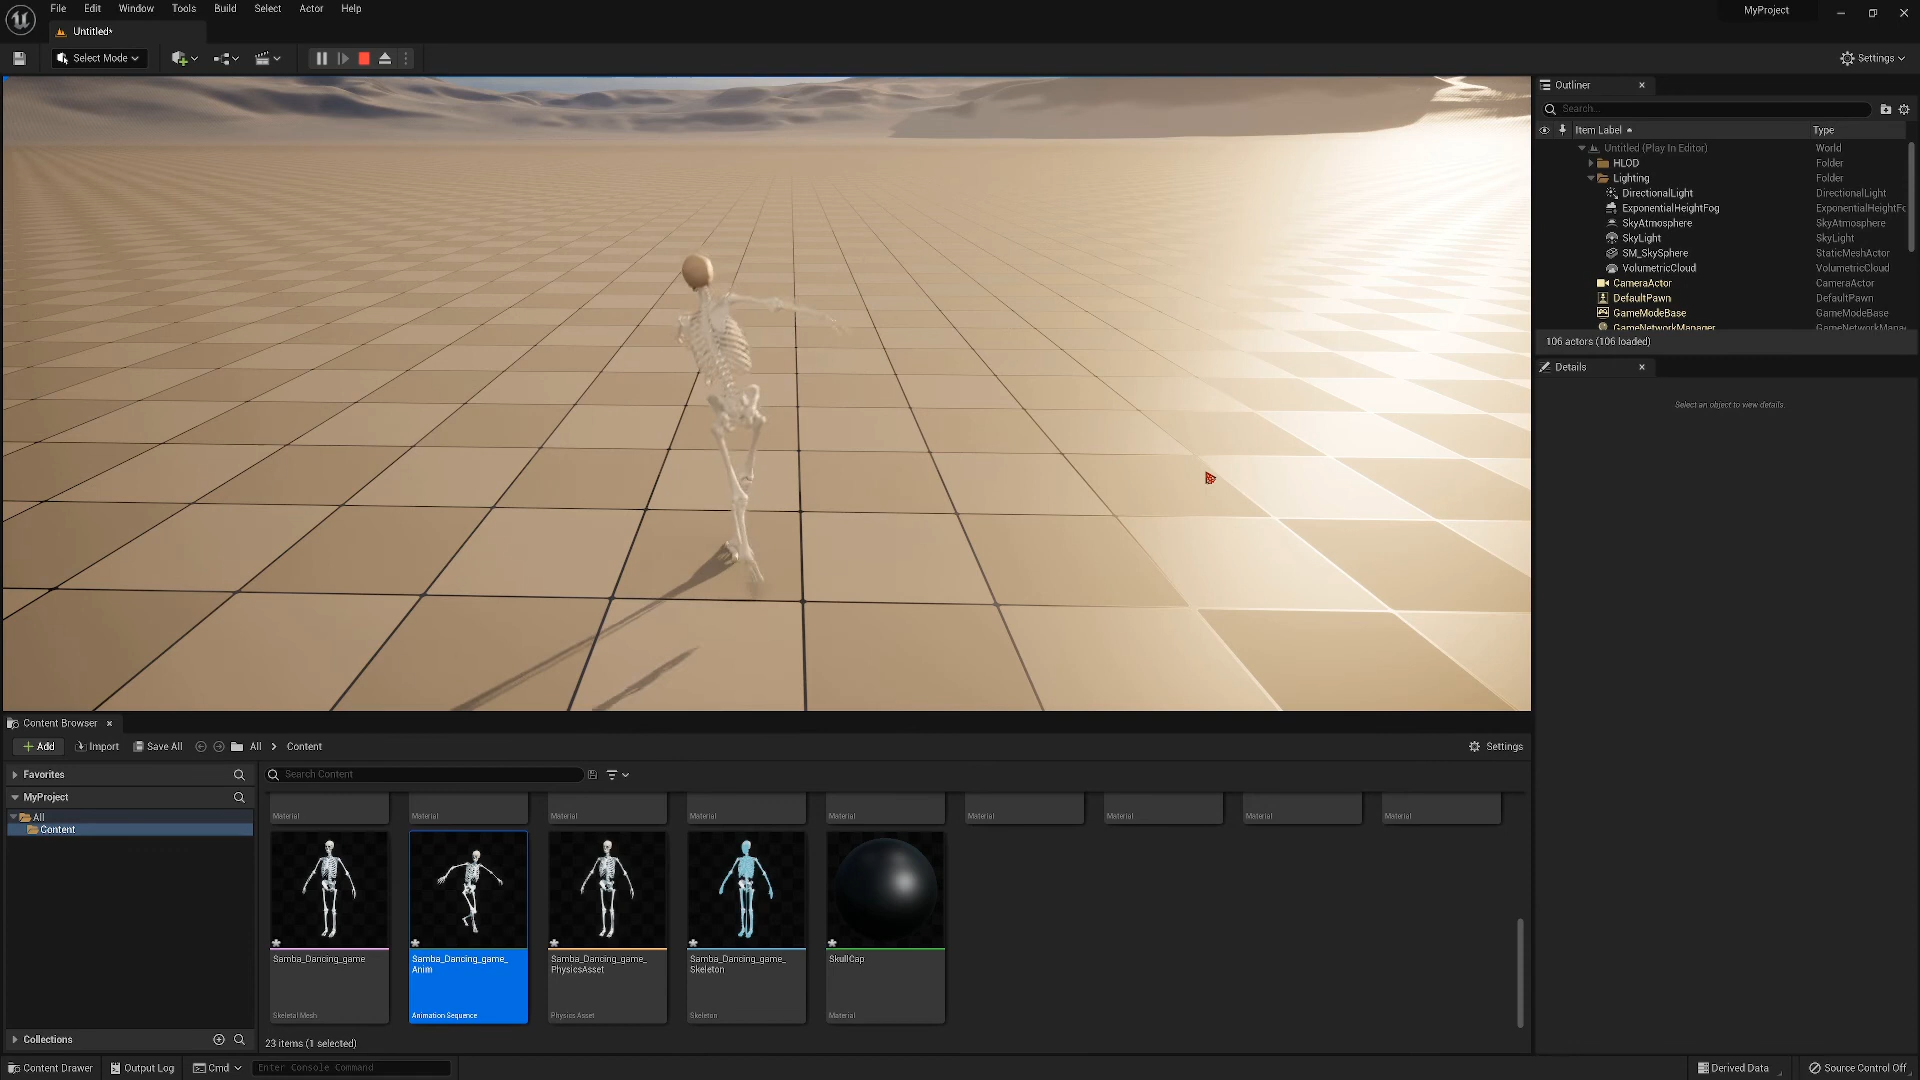 File Edit Window Tools Build Select Actor Help
MyProject
Untitled*
Select Mode
Settings
Outliner
Search...
Item Label Type
Untitled (Play In Editor) World
HLOD Folder
Lighting Folder
DirectionalLight DirectionalLight
ExponentialHeightFog ExponentialHeightFc
SkyAtmosphere SkyAtmosphere
SkyLight SkyLight
SM_SkySphere StaticMeshActor
VolumetricCloud VolumetricCloud
CameraActor CameraActor
DefaultPawn DefaultPawn
GameModeBase GameModeBase
GameNetworkManager GameNetworkMana
106 actors (106 loaded)
Details
Select an object to view details.
Content Browser
Add Import Save All All Content Settings
Favorites
Search Content
MyProject
All
Content
Material Material Material Material Material Material Material Material Material
Samba_Dancing_game
Skeletal Mesh
Samba_Dancing_game_
Anim
Animation Sequence
Samba_Dancing_game_
PhysicsAsset
Physics Asset
Samba_Dancing_game_
Skeleton
Skeleton
SkullCap
Material
Collections
23 items (1 selected)
Content Drawer Output Log Cmd Enter Console Command Derived Data Source Control Off